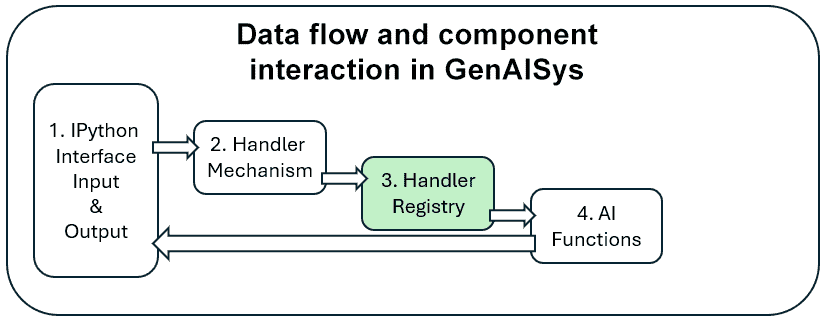 Data flow and component
interaction in GenAISys
1. IPython
Interface
Input
&
Output
2. Handler
Mechanism
3. Handler
Registry
4. AI
Functions